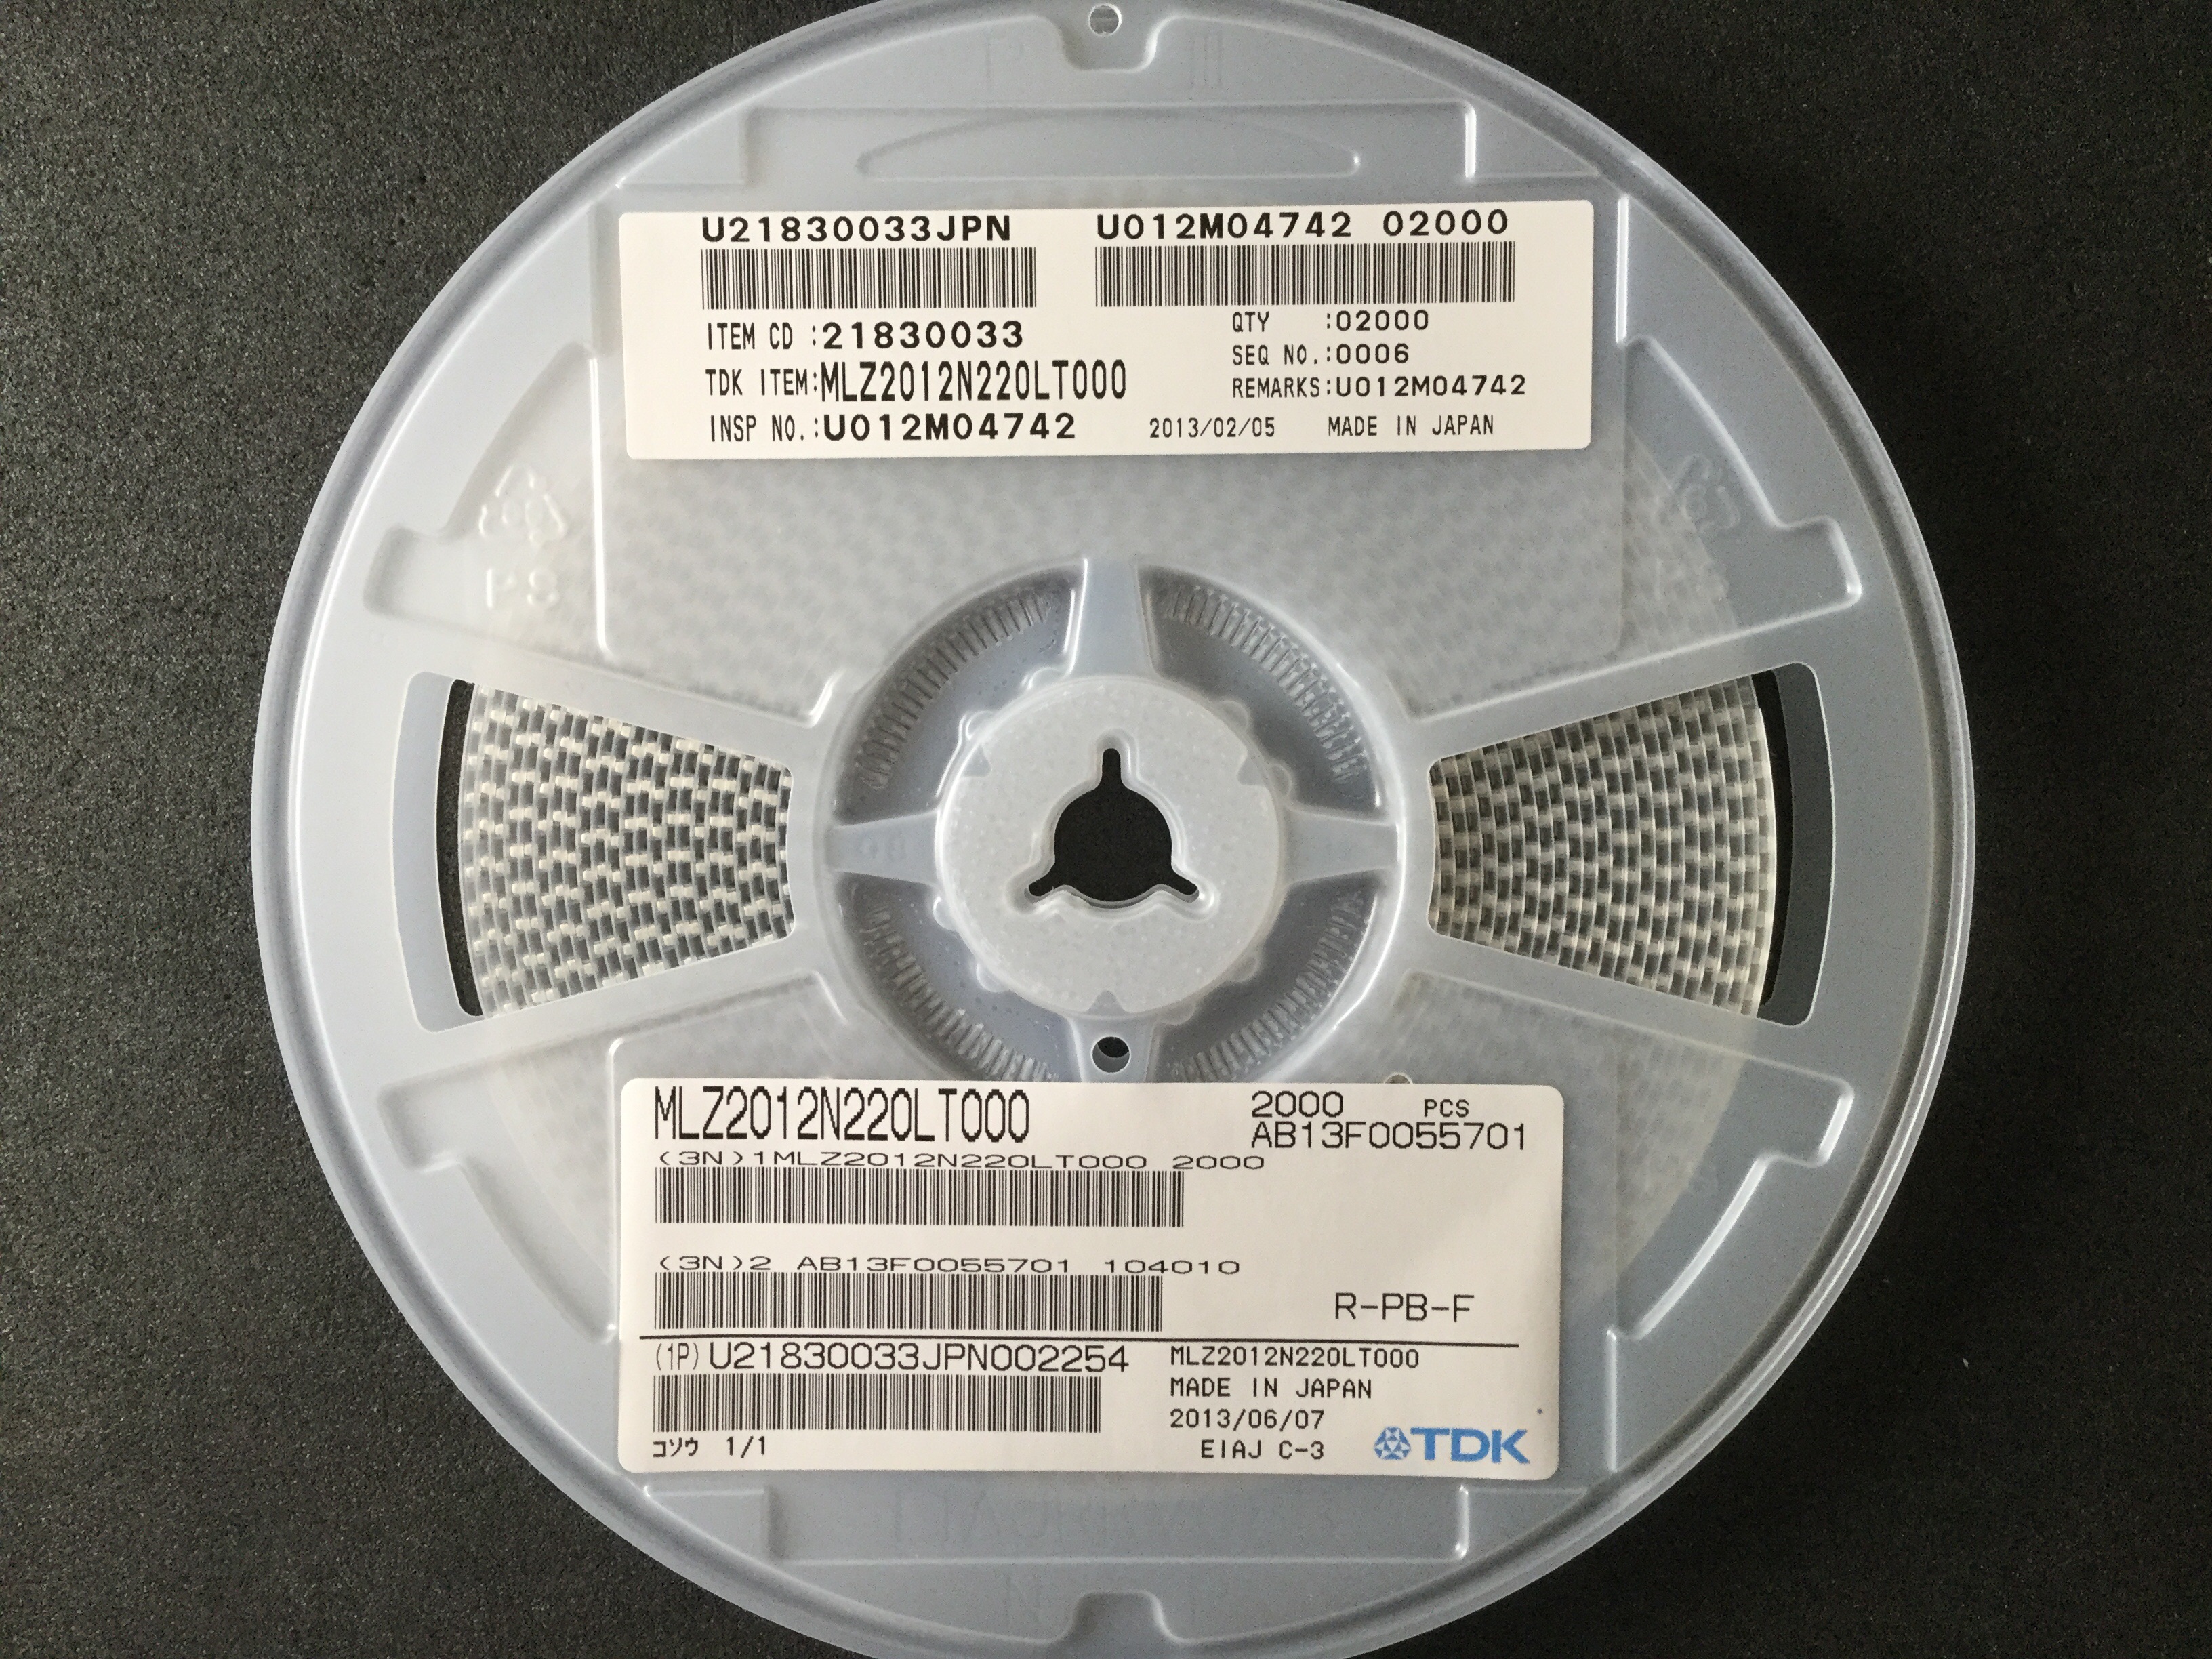 U21830033JPN
U012M04742 02000
ITEM CD :21830033
QTY :02000
SEQ NO.:0006
TDK ITEM:MLZ2012N220LT000
REMARKS:U012M04742
INSP NO.:U012M04742
2013/02/05 MADE IN JAPAN
PS
MLZ2012N220LT000
2000 PCS
AB13F0055701
(3N)1MLZ2012N220LT000 2000
(3N)2 AB13F0055701 104010
R-PB-F
(1P)U21830033JPN002254
MLZ2012N220LT000
MADE IN JAPAN
2013/06/07
コソウ 1/1
EIAJ C-3
TDK